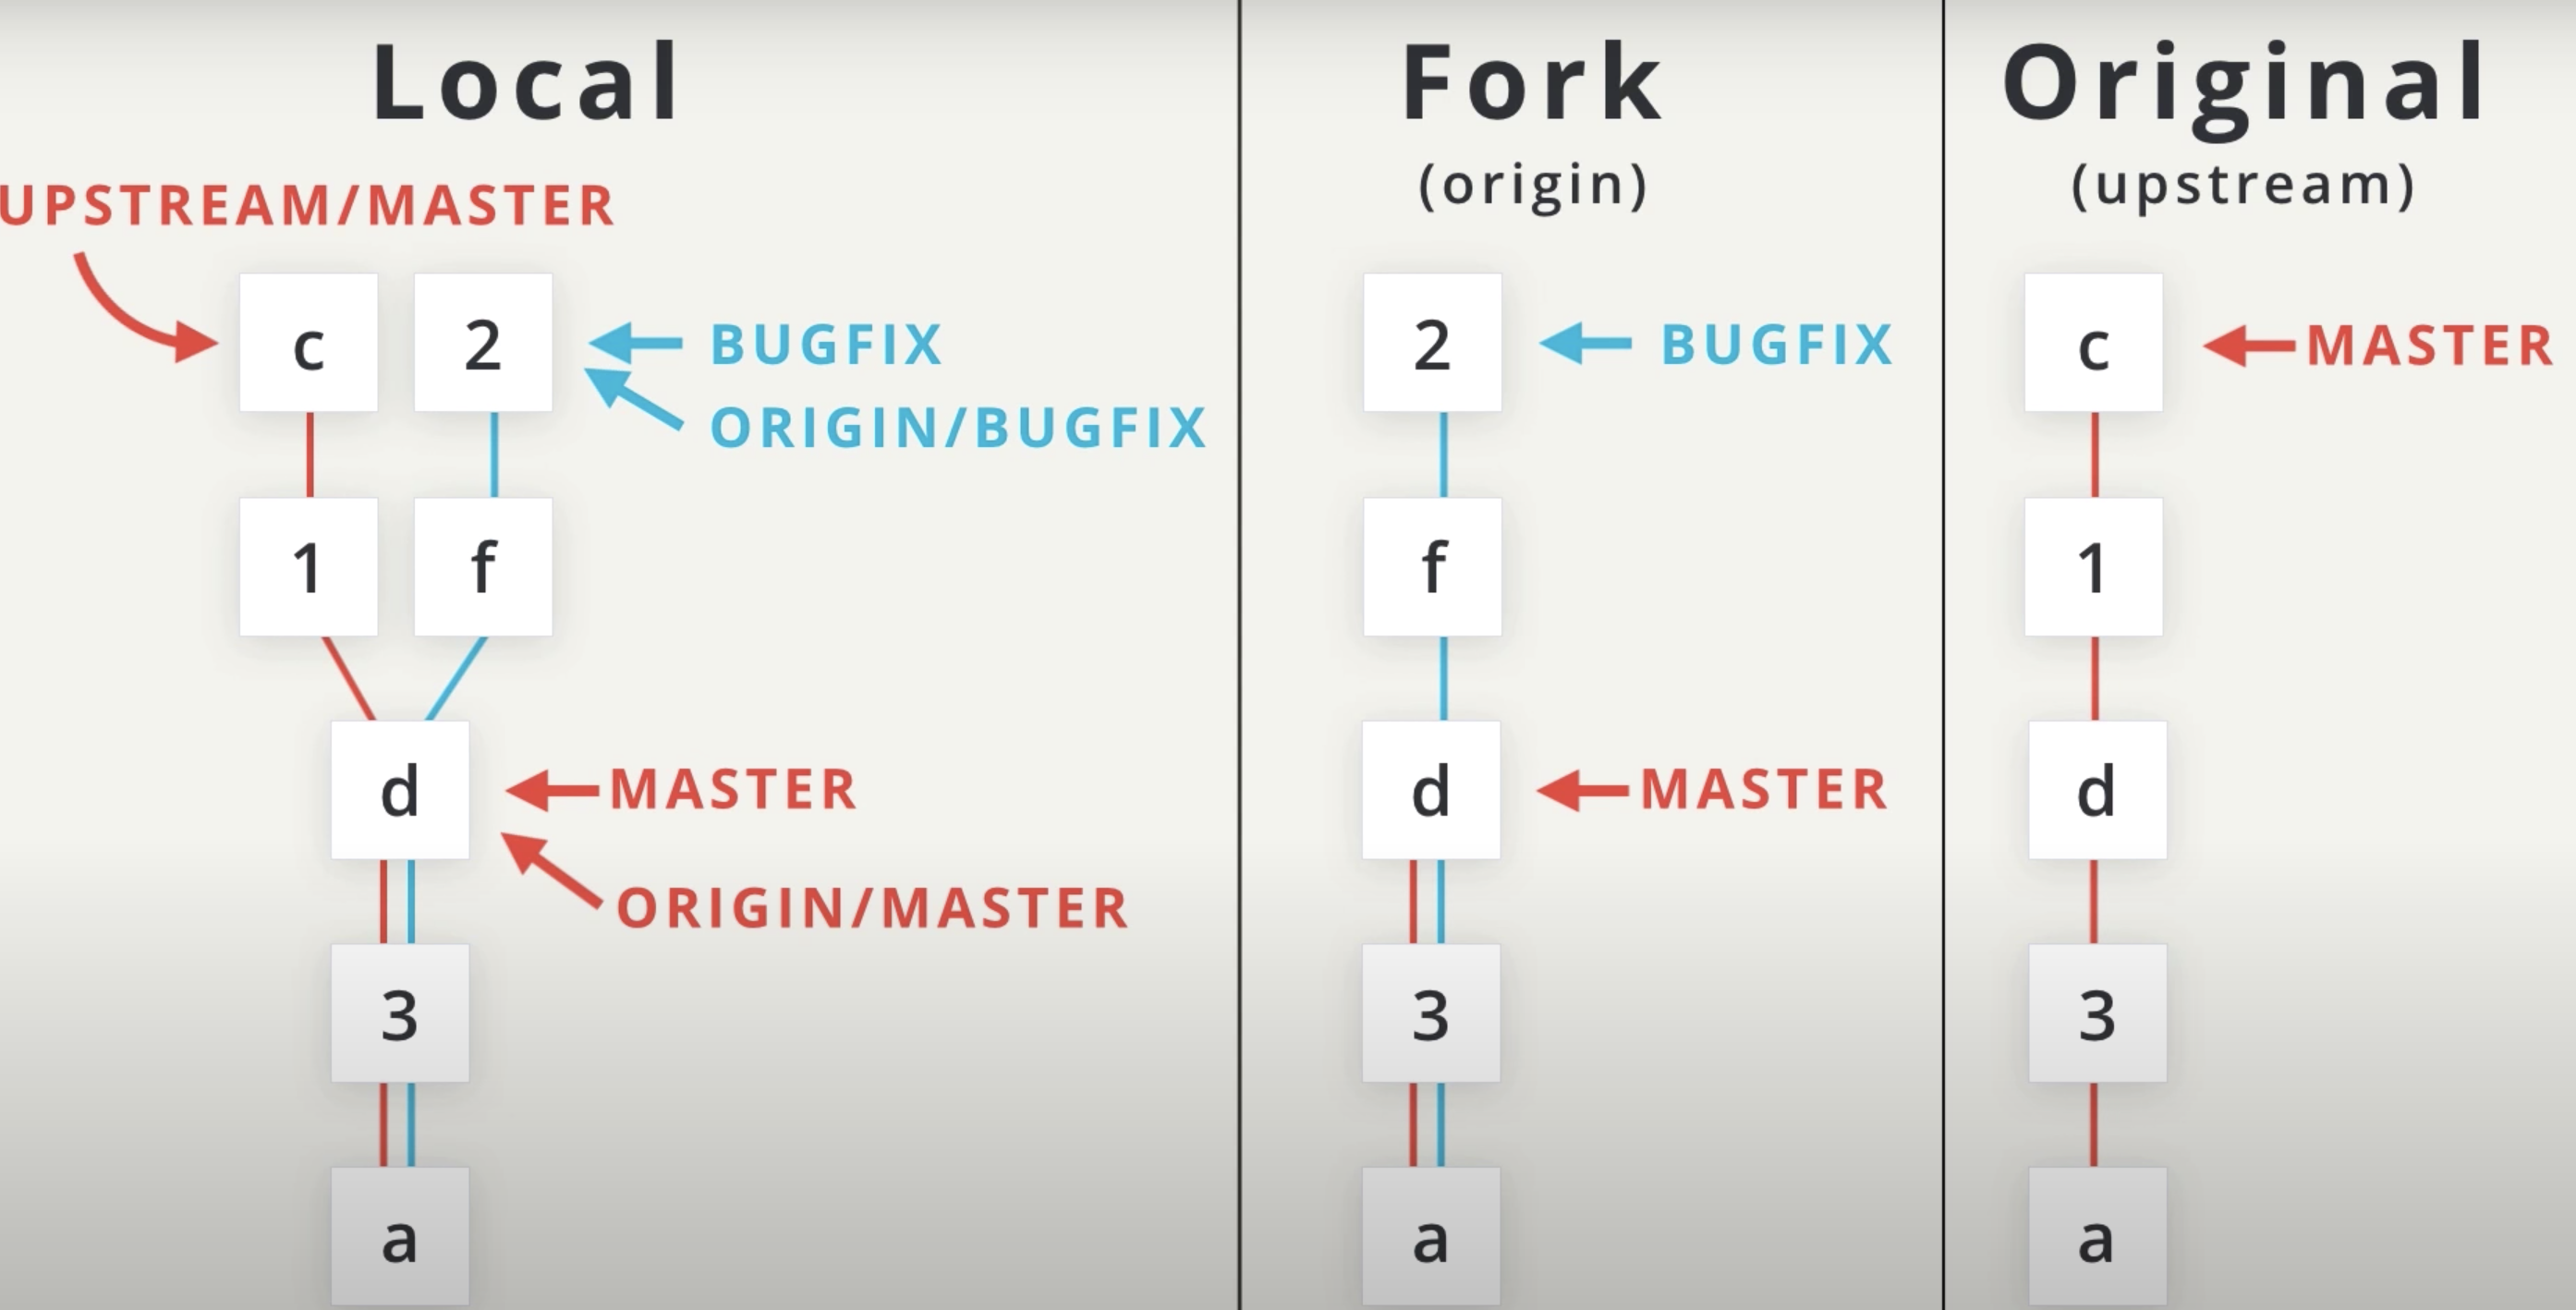 Local
UPSTREAM/MASTER
c
2
BUGFIX
ORIGIN/BUGFIX
1
f
d
MASTER
ORIGIN/MASTER
3
a
Fork
(origin)
2
BUGFIX
f
d
MASTER
3
a
Original
(upstream)
c
MASTER
1
d
3
a